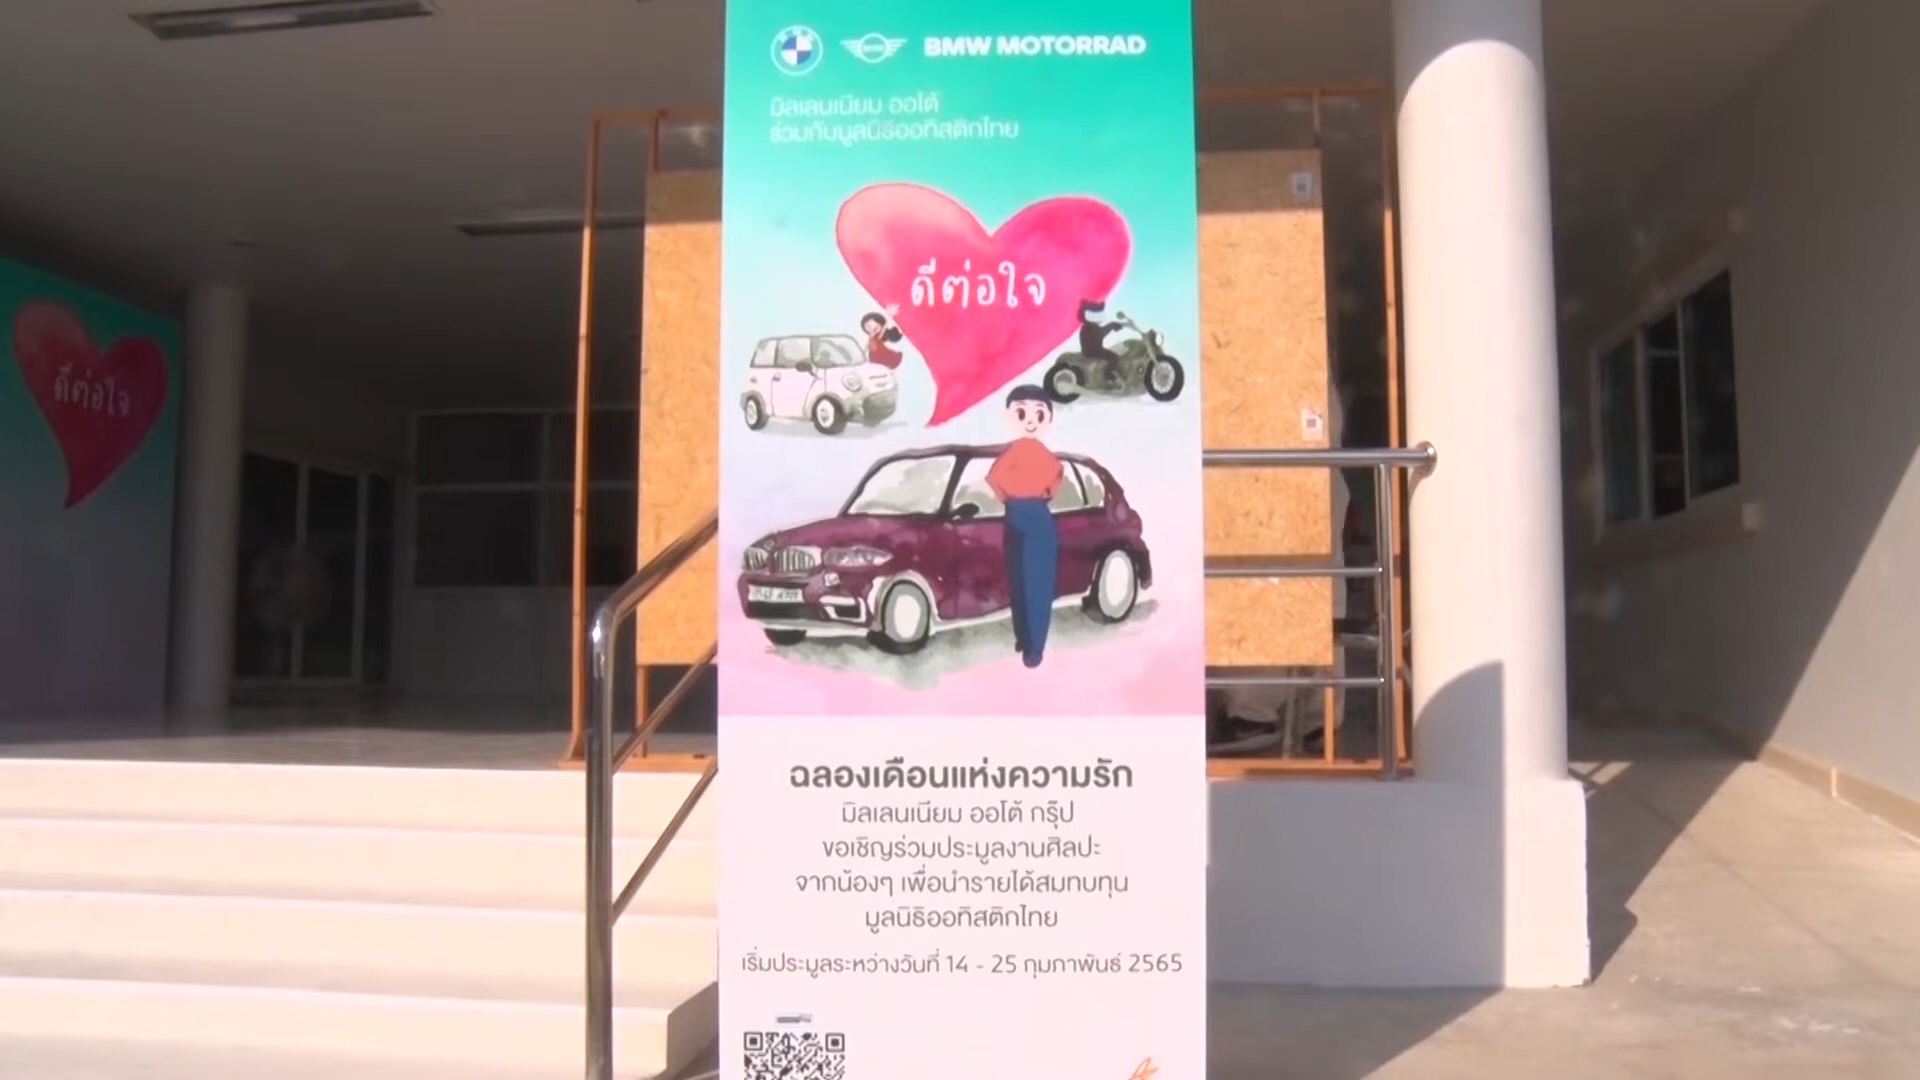 BMW MOTORRAD
มิลเลนเนียม ออโต้
ร่วมกับมูลนิธิออทิสติกไทย
ดีต่อใจ
ดีต่อใจ
ฉลองเดือนแห่งความรัก
มิลเลนเนียม ออโต้ กรุ๊ป
ขอเชิญร่วมประมูลงานศิลปะ
จากน้องๆ เพื่อนำรายได้สมทบทุน
มูลนิธิออทิสติกไทย
เริ่มประมูลระหว่างวันที่ 14 - 25 กุมภาพันธ์ 2565